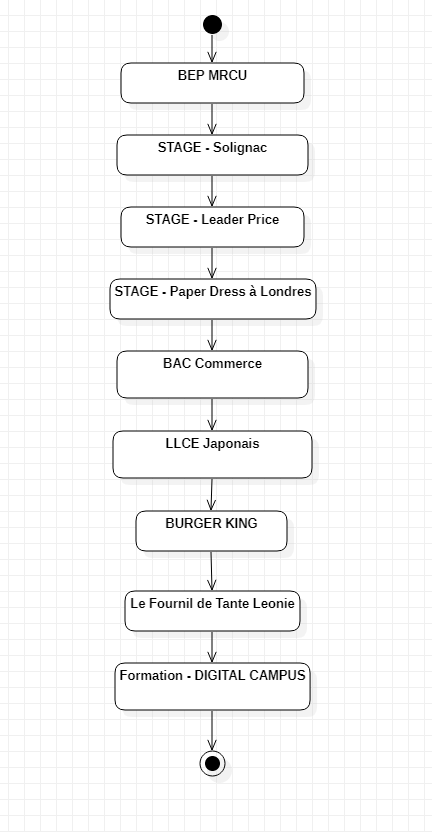 BEP MRCU
STAGE - Solignac
STAGE - Leader Price
STAGE - Paper Dress à Londres
BAC Commerce
LLCE Japonais
BURGER KING
Le Fournil de Tante Leonie
Formation - DIGITAL CAMPUS